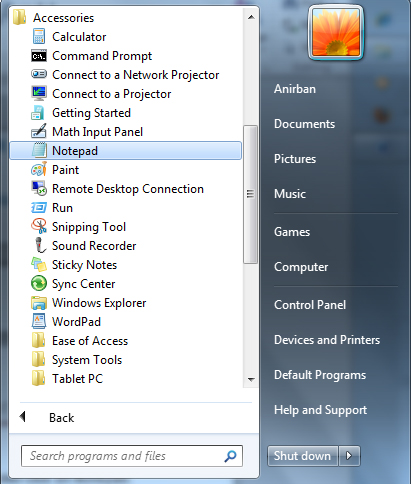 Accessories
Calculator
Command Prompt
Connect to a Network Projector
Connect to a Projector
Getting Started
Math Input Panel
Notepad
Paint
Remote Desktop Connection
Run
Snipping Tool
Sound Recorder
Sticky Notes
Sync Center
Windows Explorer
WordPad
Ease of Access
System Tools
Tablet PC
Back
Search programs and files
Anirban
Documents
Pictures
Music
Games
Computer
Control Panel
Devices and Printers
Default Programs
Help and Support
Shut down